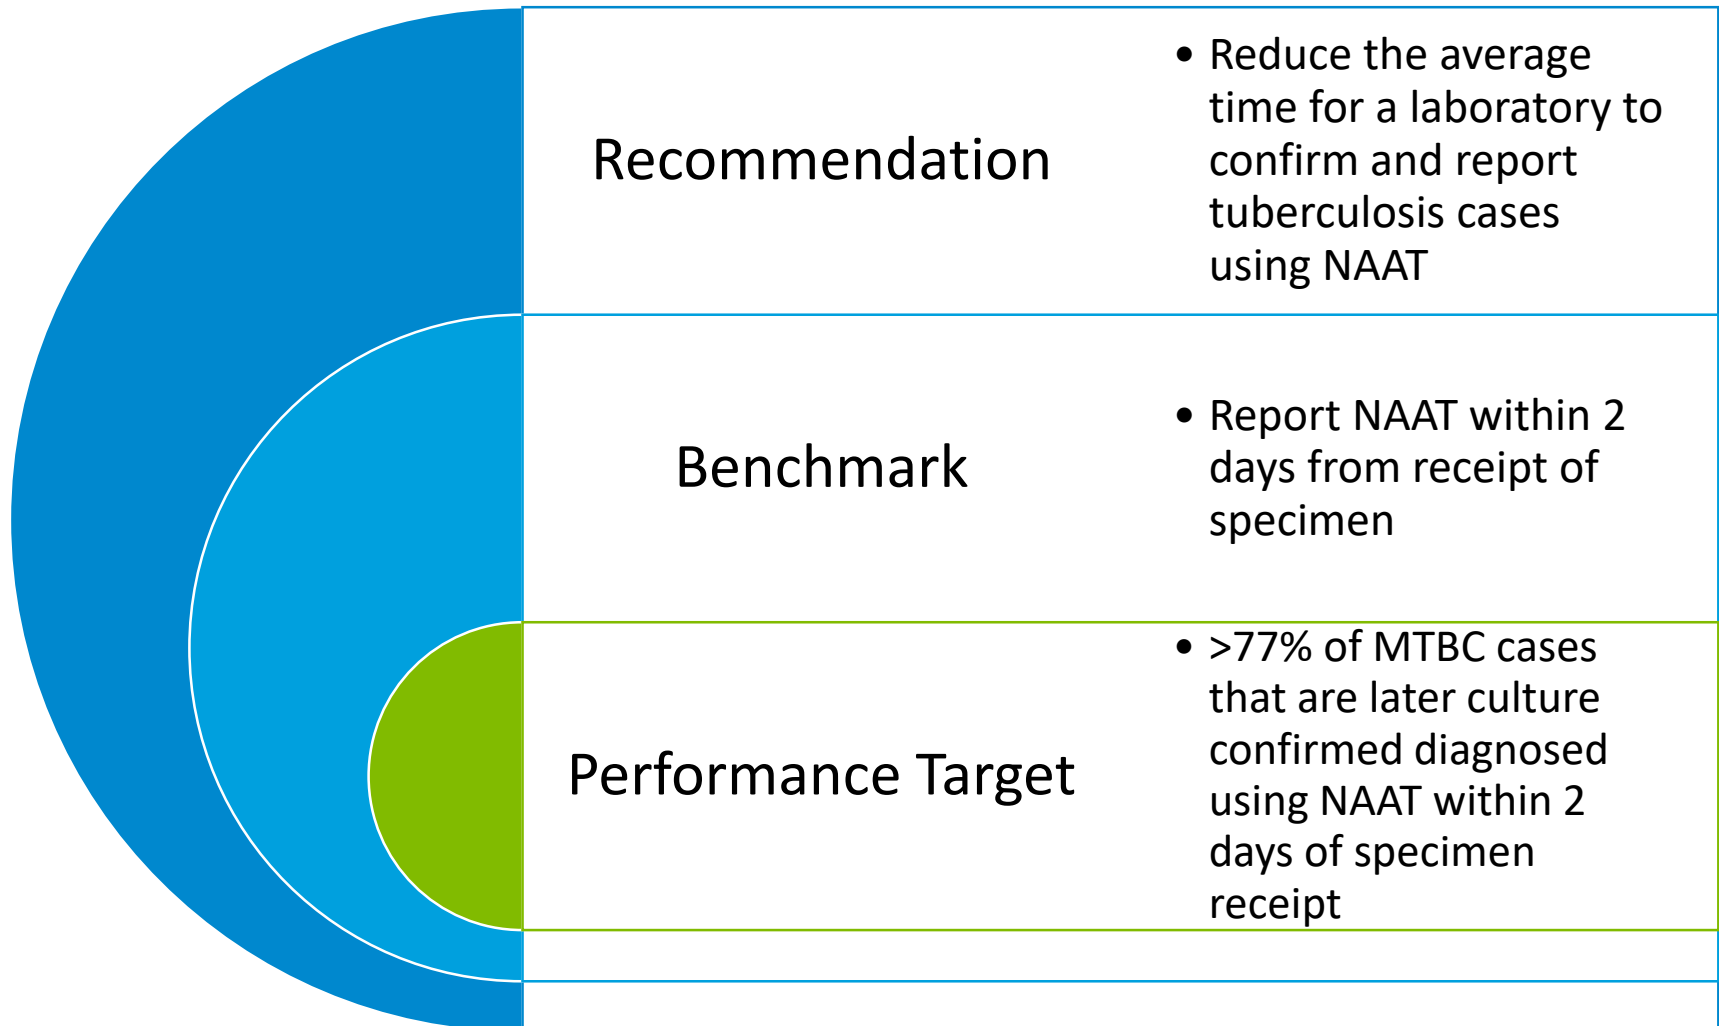 Recommendation
• Reduce the average
time for a laboratory to
confirm and report
tuberculosis cases
using NAAT
Benchmark
• Report NAAT within 2
days from receipt of
specimen
Performance Target
• >77% of MTBC cases
that are later culture
confirmed diagnosed
using NAAT within 2
days of specimen
receipt